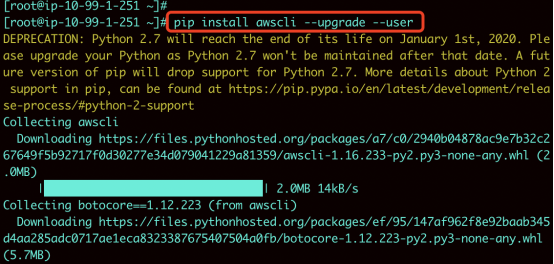 [root@ip-10-99-1-251 ~]#
[root@ip-10-99-1-251 ~]# pip install awscli --upgrade --user
DEPRECATION: Python 2.7 will reach the end of its life on January 1st, 2020. Ple
ase upgrade your Python as Python 2.7 won't be maintained after that date. A fut
ure version of pip will drop support for Python 2.7. More details about Python 2
 support in pip, can be found at https://pip.pypa.io/en/latest/development/relea
se-process/#python-2-support
Collecting awscli
  Downloading https://files.pythonhosted.org/packages/a7/c0/2940b04878ac9e7b32c2
67649f5b92717f0d30277e34d079041229a81359/awscli-1.16.233-py2.py3-none-any.whl (2
.0MB)
    |████████████████████████████████| 2.0MB 14kB/s
Collecting botocore==1.12.223 (from awscli)
  Downloading https://files.pythonhosted.org/packages/ef/95/147af962f8e92baab345
d4aa285adc0717ae1eca8323387675407504a0fb/botocore-1.12.223-py2.py3-none-any.whl
(5.7MB)